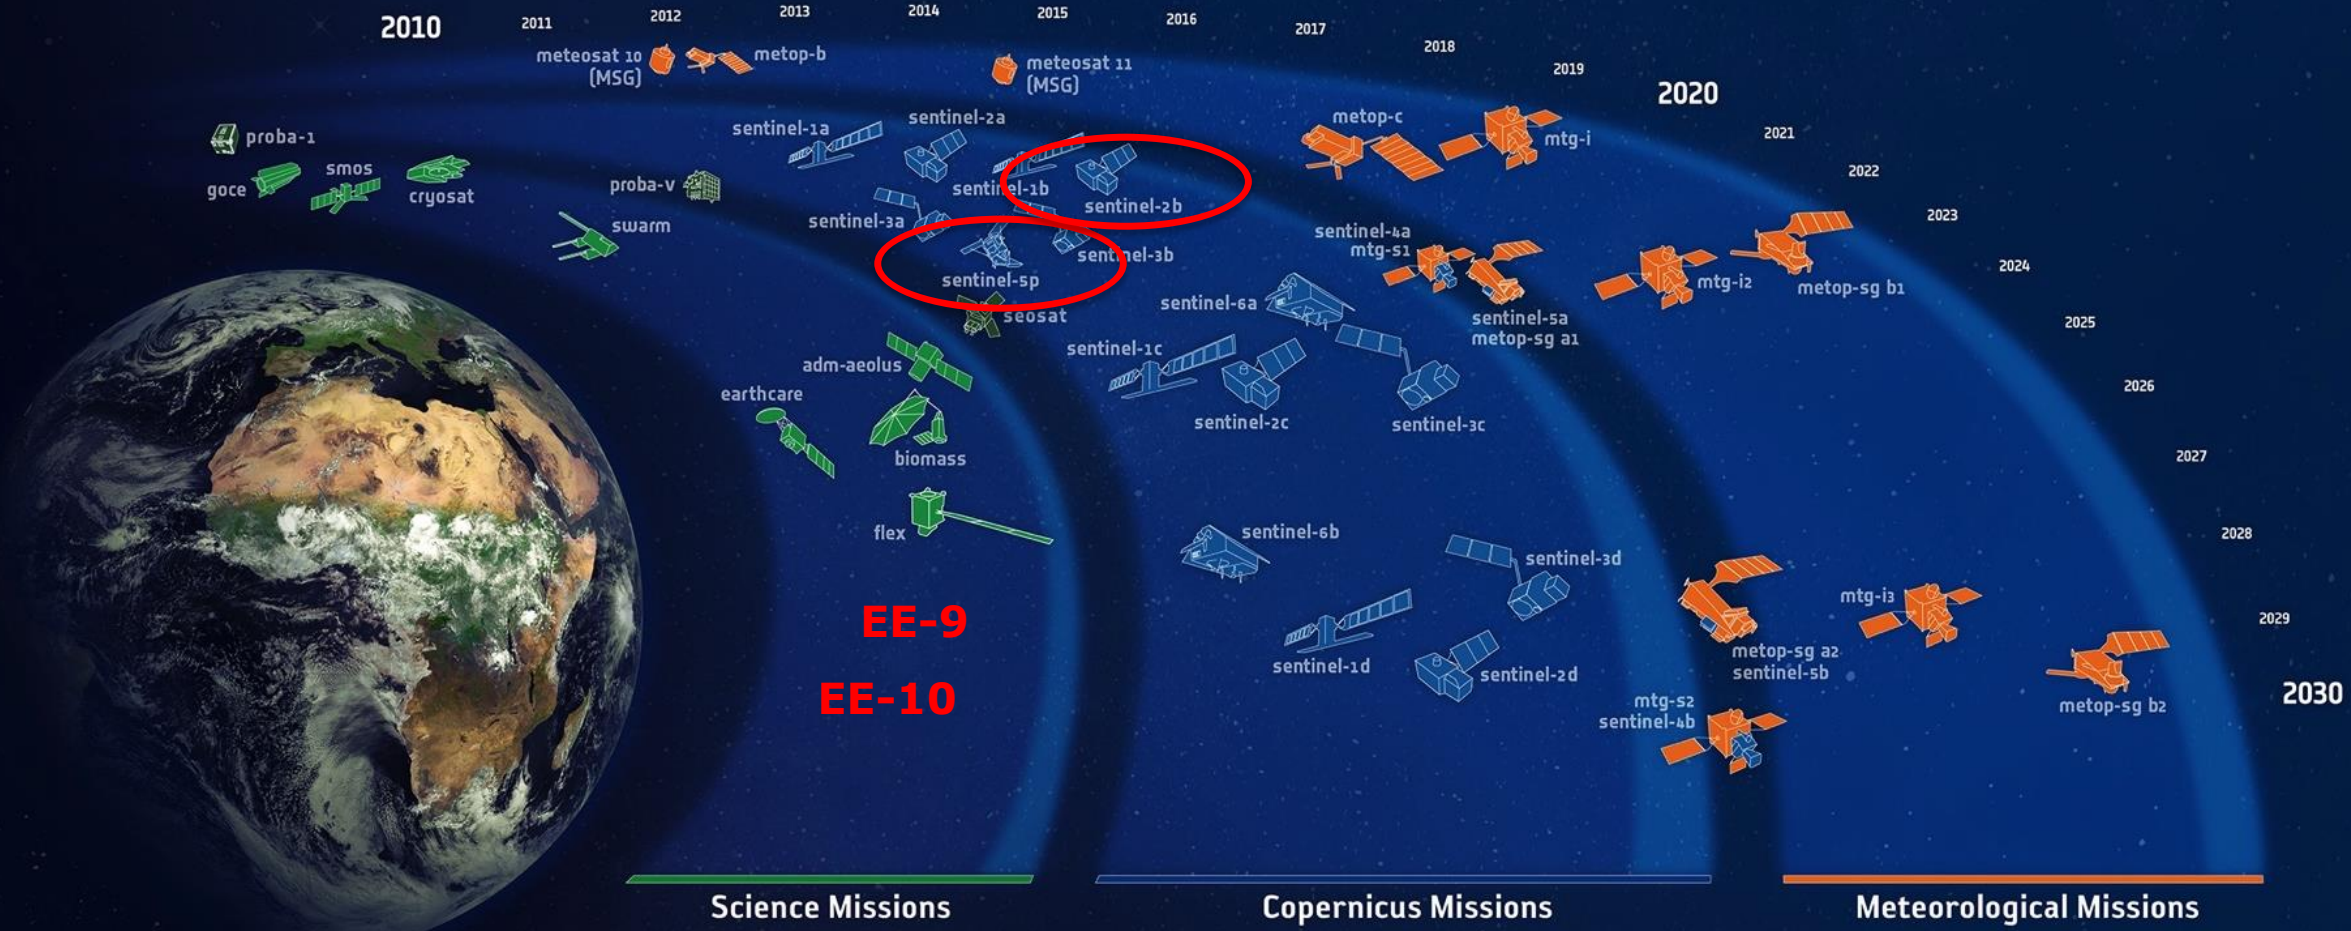 2010
2011
2012
2013
2014
2015
2016
2017
2018
2019
2020
2021
2022
2023
2024
2025
2026
2027
2028
2029
2030
meteosat 10
(MSG)
metop-b
meteosat 11
(MSG)
metop-c
mtg-i
proba-1
goce
smos
cryosat
proba-v
swarm
sentinel-1a
sentinel-2a
sentinel-1b
sentinel-2b
sentinel-3a
sentinel-3b
sentinel-5p
seosat
sentinel-4a
mtg-s1
sentinel-5a
metop-sg a1
mtg-i2
metop-sg b1
sentinel-6a
sentinel-1c
sentinel-2c
sentinel-3c
adm-aeolus
earthcare
biomass
flex
EE-9
EE-10
sentinel-6b
sentinel-3d
sentinel-1d
sentinel-2d
metop-sg a2
sentinel-5b
mtg-i3
metop-sg b2
mtg-s2
sentinel-4b
Science Missions
Copernicus Missions
Meteorological Missions